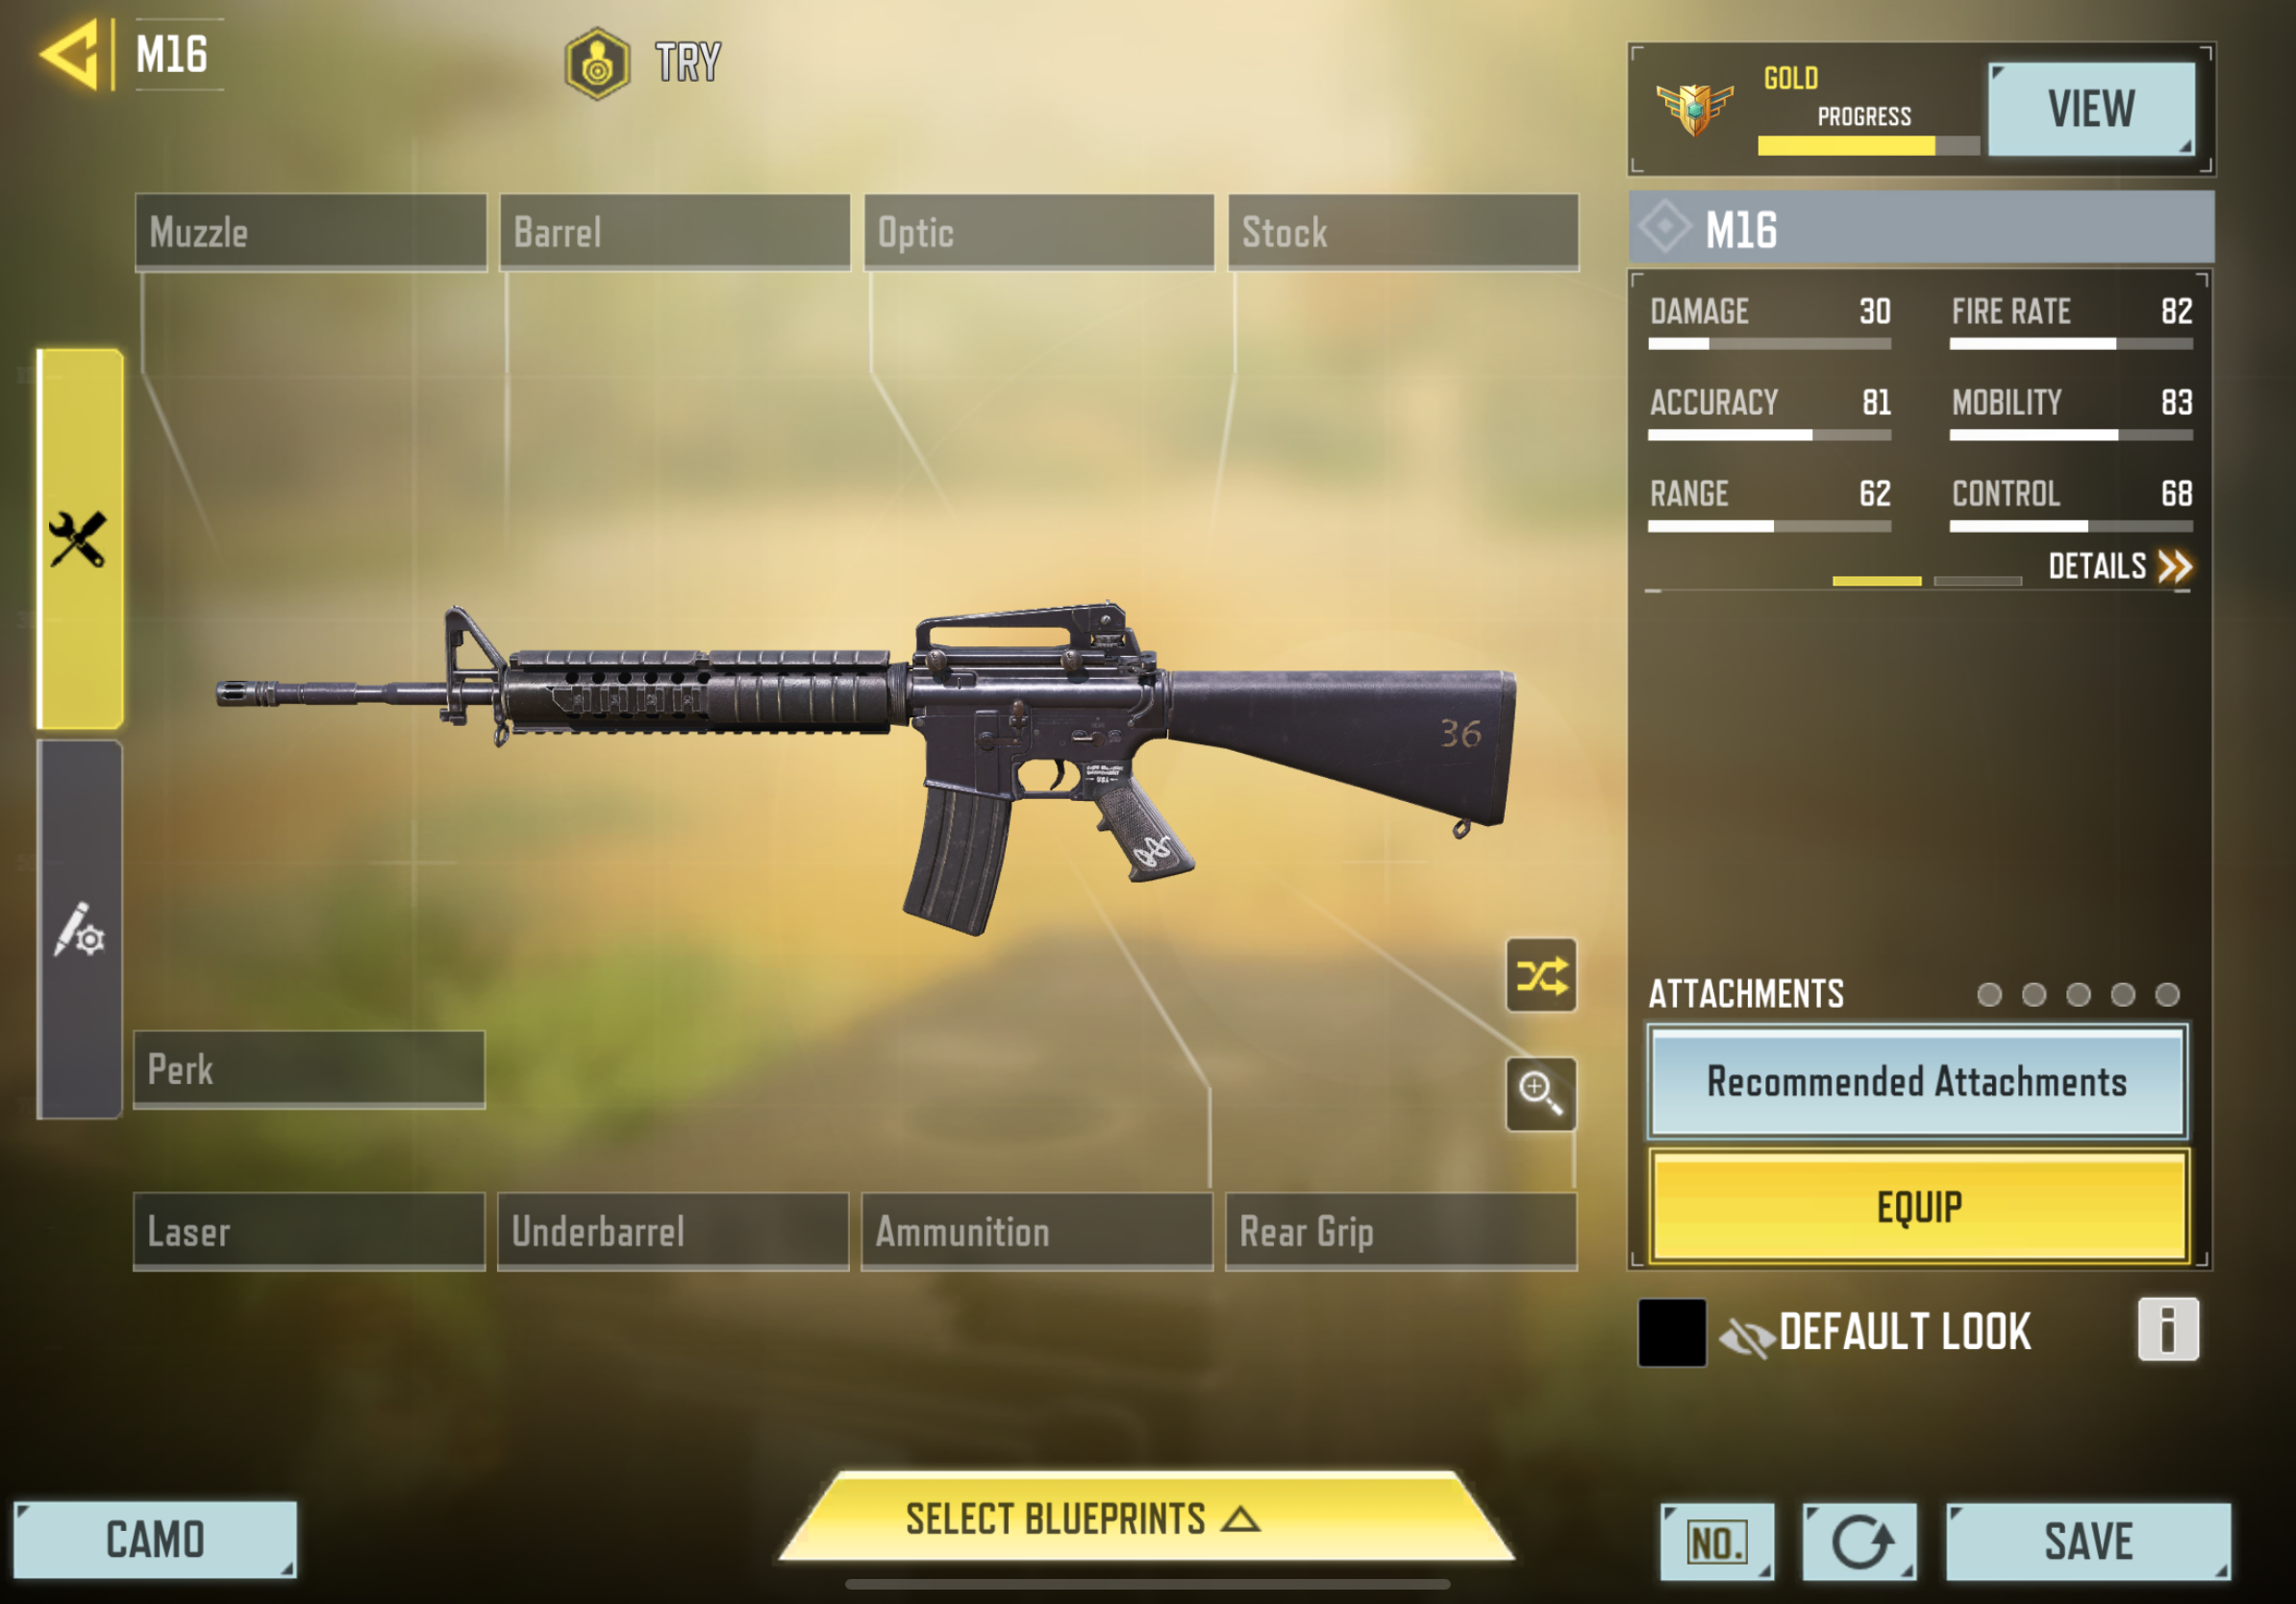 M16
TRY
GOLD
PROGRESS
VIEW
Muzzle
Barrel
Optic
Stock
M16
DAMAGE 30
FIRE RATE 82
ACCURACY 81
MOBILITY 83
RANGE 62
CONTROL 68
DETAILS
36
ATTACHMENTS
Recommended Attachments
Perk
EQUIP
Laser
Underbarrel
Ammunition
Rear Grip
DEFAULT LOOK
SELECT BLUEPRINTS
CAMO
NO.
SAVE